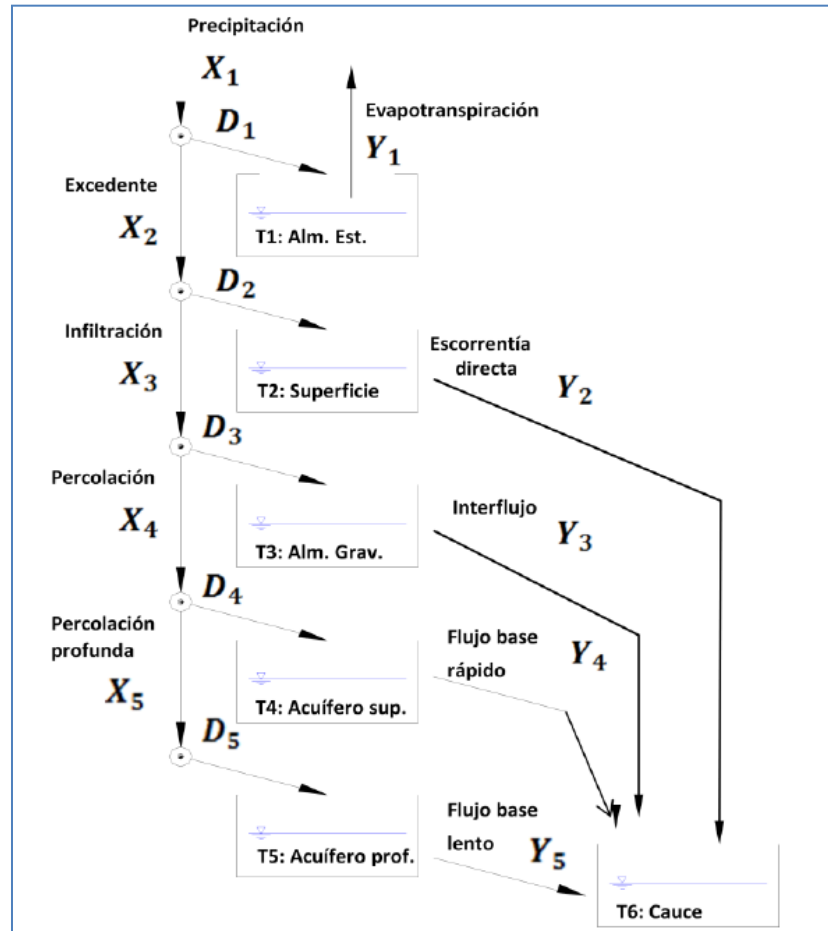 Precipitación
X₁
D₁
Evapotranspiración
Y₁
Excedente
X₂
T1: Alm. Est.
D₂
Infiltración
X₃
Escorrentía
directa
Y₂
T2: Superficie
D₃
Percolación
X₄
Interflujo
Y₃
T3: Alm. Grav.
D₄
Percolación
profunda
X₅
Flujo base
rápido
Y₄
T4: Acuífero sup.
D₅
Flujo base
lento
Y₅
T5: Acuífero prof.
T6: Cauce